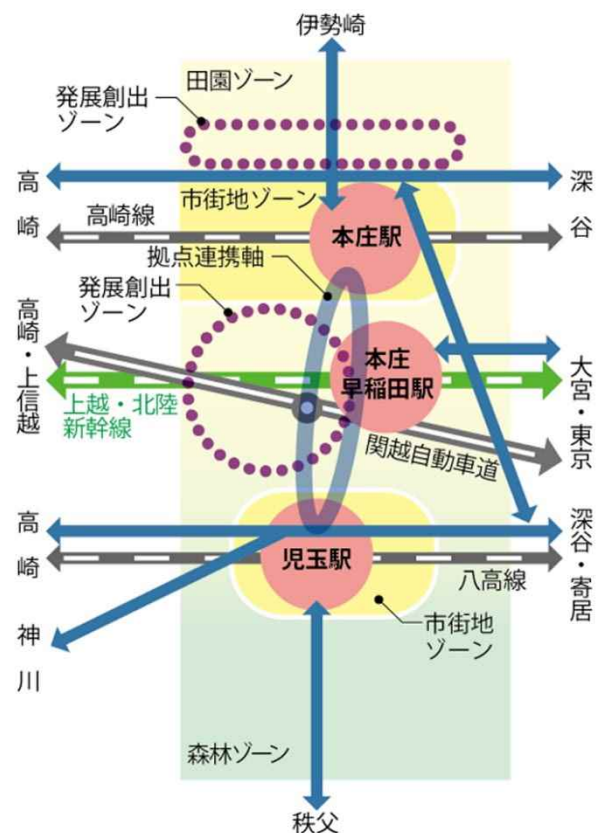 伊勢崎
田園ゾーン
発展創出
ゾーン
高崎
深谷
市街地ゾーン
高崎線
本庄駅
拠点連携軸
発展創出
ゾーン
高崎・上信越
本庄
早稲田駅
大宮・東京
上越・北陸
新幹線
関越自動車道
高崎
深谷・寄居
児玉駅
八高線
神川
市街地
ゾーン
森林ゾーン
秩父